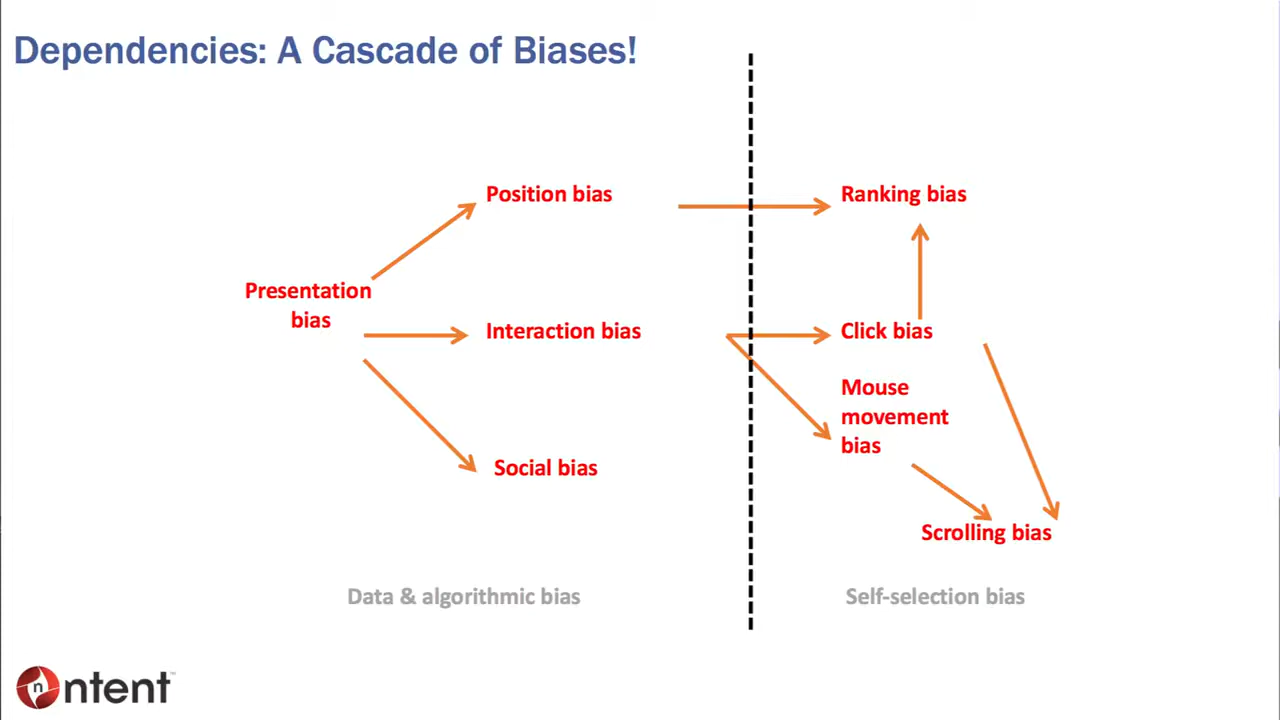 Dependencies: A Cascade of Biases!
Position bias
Ranking bias
Presentation
bias
Interaction bias
Click bias
Mouse
movement
bias
Social bias
Scrolling bias
Data & algorithmic bias
Self-selection bias
n
ntent™